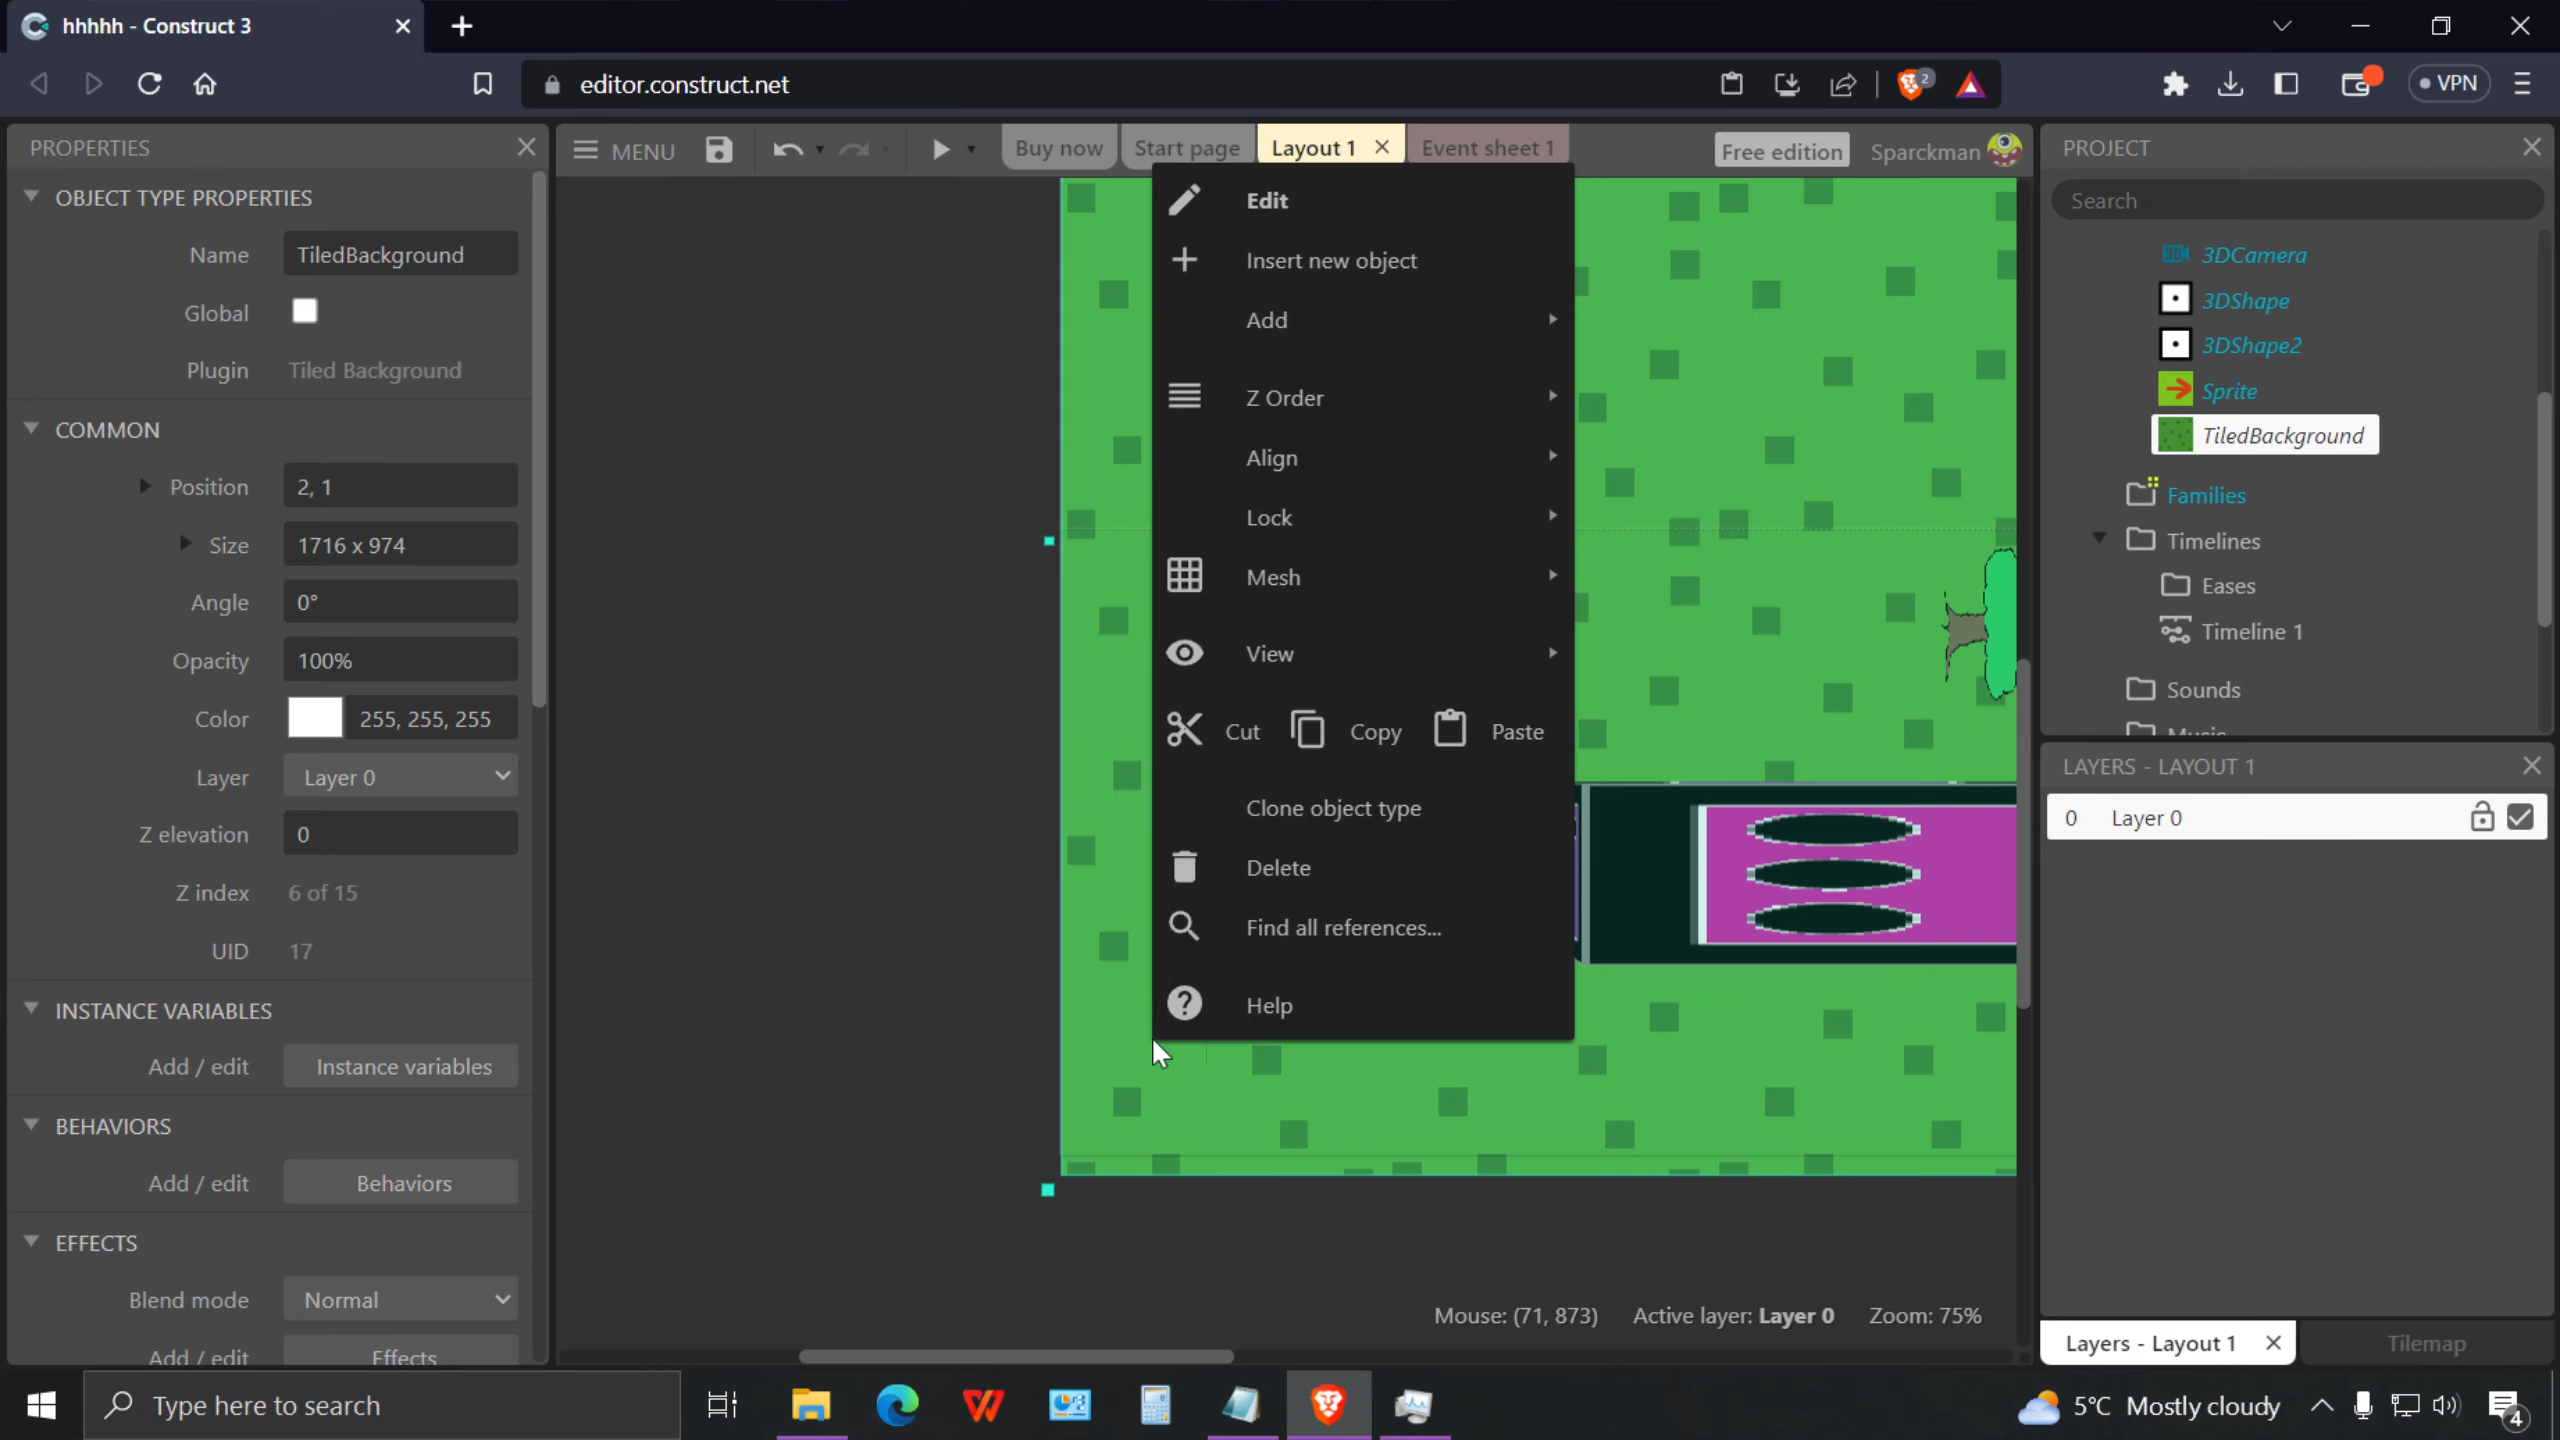 hhhhh - Construct 3
editor.construct.net
2
VPN
PROPERTIES
OBJECT TYPE PROPERTIES
Name TiledBackground
Global
Plugin Tiled Background
COMMON
Position 2, 1
Size 1716 x 974
Angle 0°
Opacity 100%
Color 255, 255, 255
Layer Layer 0
Z elevation 0
Z index 6 of 15
UID 17
INSTANCE VARIABLES
Add / edit Instance variables
BEHAVIORS
Add / edit Behaviors
EFFECTS
Blend mode Normal
Add / edit Effects
MENU
Buy now Start page Layout 1 Event sheet 1
Free edition Sparckman
Edit
Insert new object
Add
Z Order
Align
Lock
Mesh
View
Cut Copy Paste
Clone object type
Delete
Find all references...
Help
Mouse: (71, 873) Active layer: Layer 0 Zoom: 75%
PROJECT
Search
3DCamera
3DShape
3DShape2
Sprite
TiledBackground
Families
Timelines
Eases
Timeline 1
Sounds
Music
LAYERS - LAYOUT 1
0 Layer 0
Layers - Layout 1 Tilemap
Type here to search
5°C Mostly cloudy
4